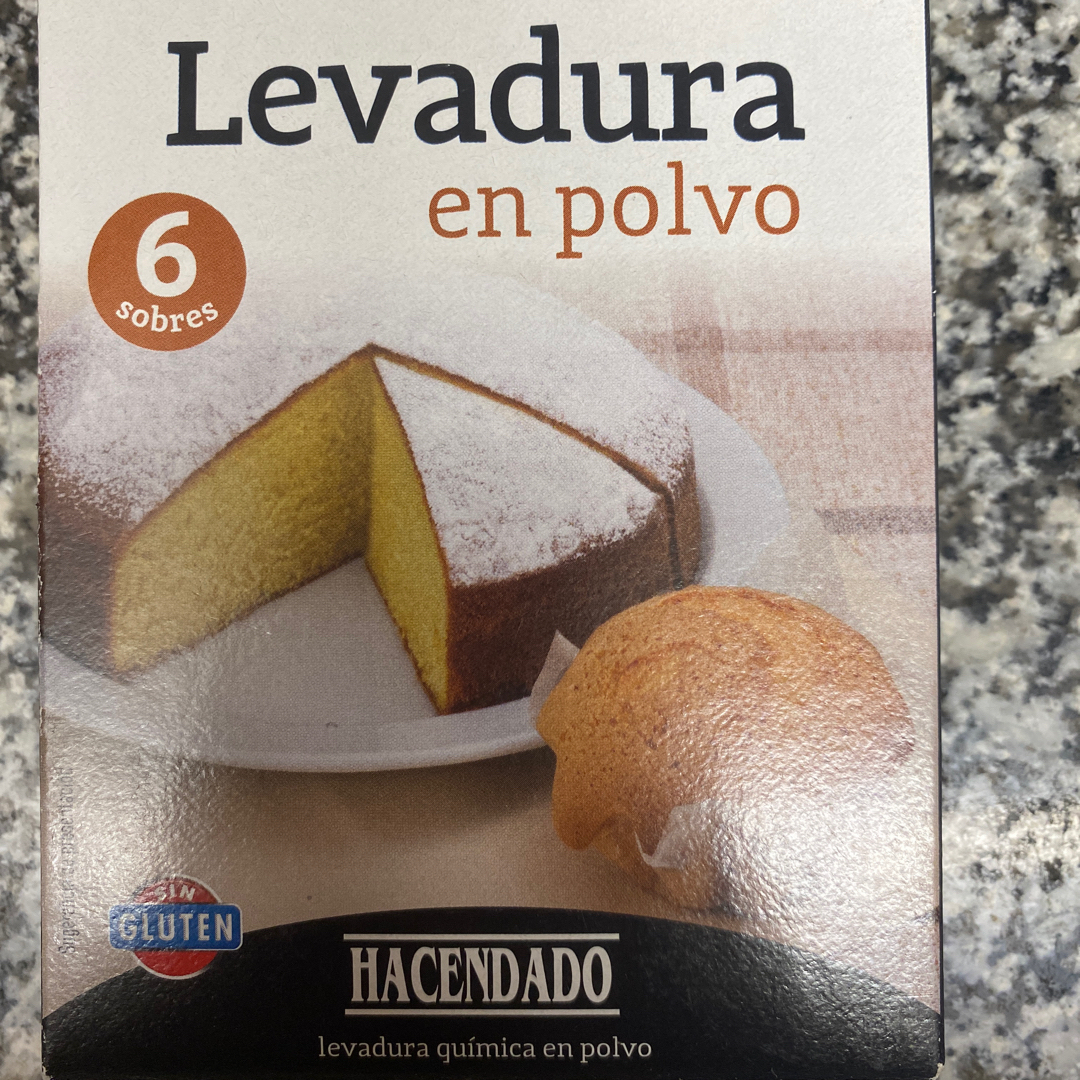 Levadura
en polvo
6
sobres
SIN
GLUTEN
HACENDADO
levadura química en polvo